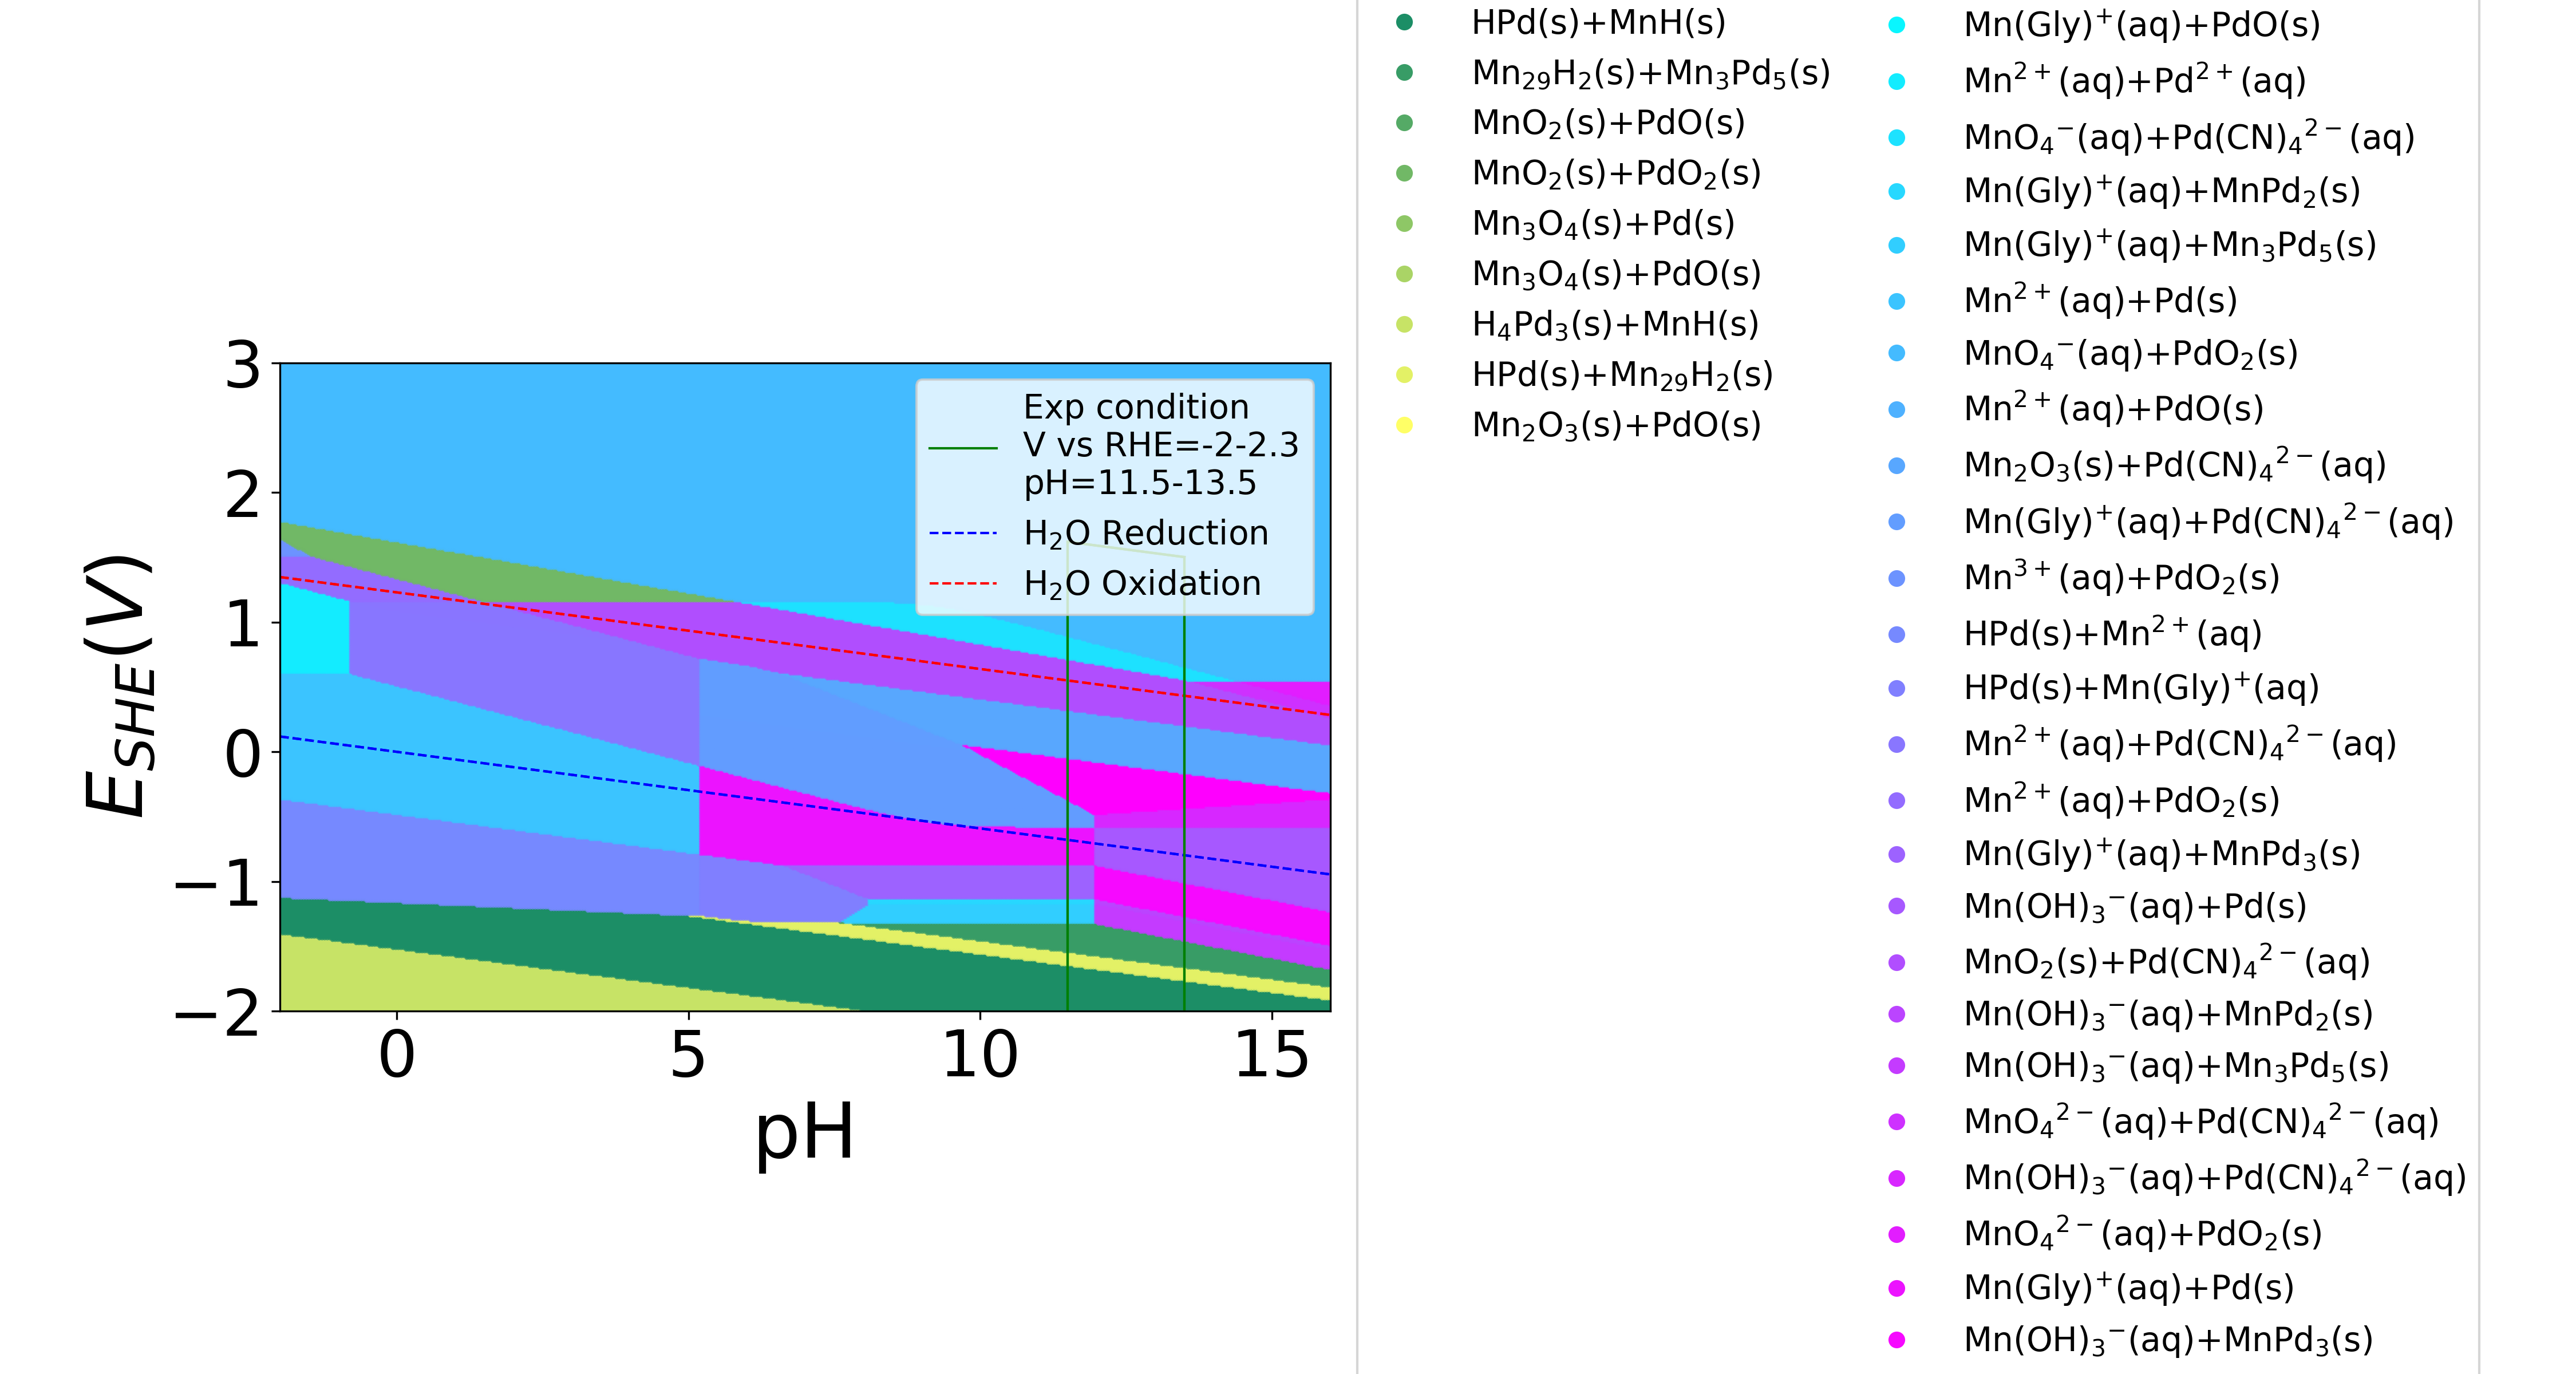 3
2
1
0
−1
−2
0 5 10 15
pH
E_SHE(V)
Exp condition
V vs RHE=-2-2.3
pH=11.5-13.5
H₂O Reduction
H₂O Oxidation
HPd(s)+MnH(s)
Mn₂₉H₂(s)+Mn₃Pd₅(s)
MnO₂(s)+PdO(s)
MnO₂(s)+PdO₂(s)
Mn₃O₄(s)+Pd(s)
Mn₃O₄(s)+PdO(s)
H₄Pd₃(s)+MnH(s)
HPd(s)+Mn₂₉H₂(s)
Mn₂O₃(s)+PdO(s)
Mn(Gly)⁺(aq)+PdO(s)
Mn²⁺(aq)+Pd²⁺(aq)
MnO₄⁻(aq)+Pd(CN)₄²⁻(aq)
Mn(Gly)⁺(aq)+MnPd₂(s)
Mn(Gly)⁺(aq)+Mn₃Pd₅(s)
Mn²⁺(aq)+Pd(s)
MnO₄⁻(aq)+PdO₂(s)
Mn²⁺(aq)+PdO(s)
Mn₂O₃(s)+Pd(CN)₄²⁻(aq)
Mn(Gly)⁺(aq)+Pd(CN)₄²⁻(aq)
Mn³⁺(aq)+PdO₂(s)
HPd(s)+Mn²⁺(aq)
HPd(s)+Mn(Gly)⁺(aq)
Mn²⁺(aq)+Pd(CN)₄²⁻(aq)
Mn²⁺(aq)+PdO₂(s)
Mn(Gly)⁺(aq)+MnPd₃(s)
Mn(OH)₃⁻(aq)+Pd(s)
MnO₂(s)+Pd(CN)₄²⁻(aq)
Mn(OH)₃⁻(aq)+MnPd₂(s)
Mn(OH)₃⁻(aq)+Mn₃Pd₅(s)
MnO₄²⁻(aq)+Pd(CN)₄²⁻(aq)
Mn(OH)₃⁻(aq)+Pd(CN)₄²⁻(aq)
MnO₄²⁻(aq)+PdO₂(s)
Mn(Gly)⁺(aq)+Pd(s)
Mn(OH)₃⁻(aq)+MnPd₃(s)